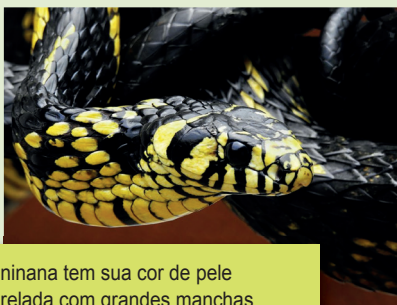 ninana tem sua cor de pele
relada com grandes manchas